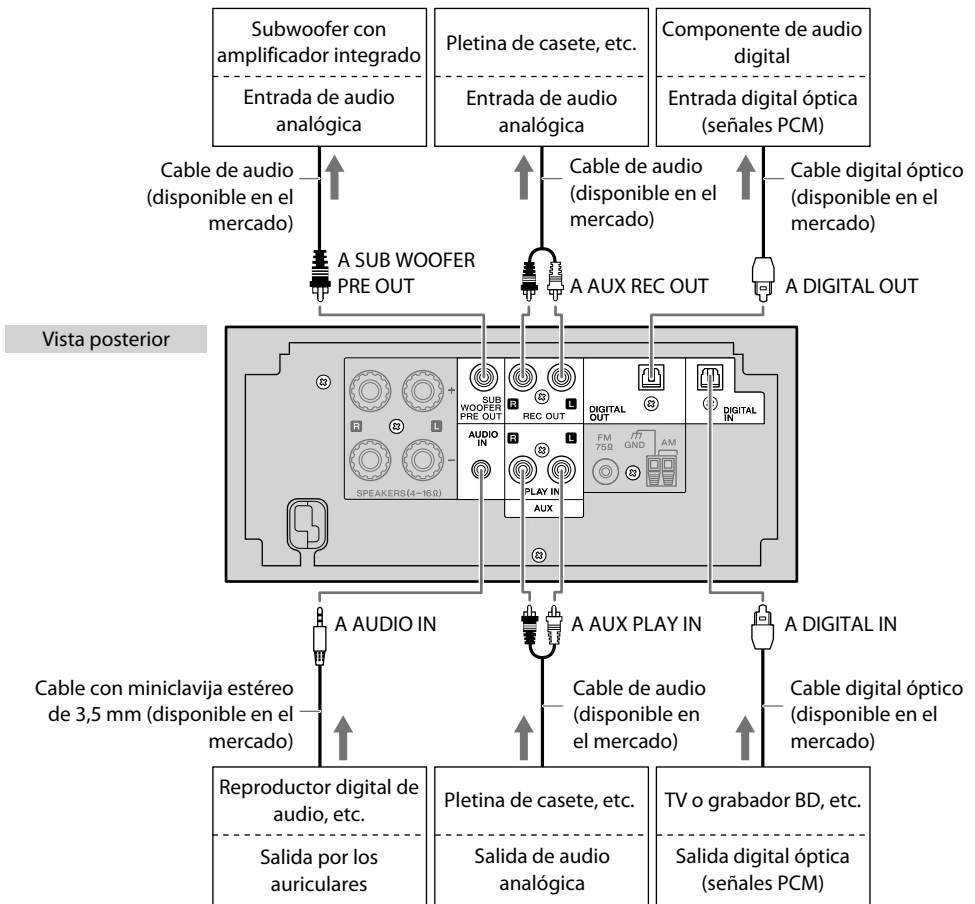 Subwoofer con
amplificador integrado
Entrada de audio
analógica
Pletina de casete, etc.
Entrada de audio
analógica
Componente de audio
digital
Entrada digital óptica
(señales PCM)
Cable de audio
(disponible en el
mercado)
Cable de audio
(disponible en el
mercado)
Cable digital óptico
(disponible en el
mercado)
A SUB WOOFER
PRE OUT
A AUX REC OUT
A DIGITAL OUT
Vista posterior
R
L
+
−
SPEAKERS(4–16Ω)
SUB
WOOFER
PRE OUT
R
L
REC OUT
DIGITAL
OUT
DIGITAL
IN
AUDIO
IN
R
L
PLAY IN
AUX
FM
75Ω
GND
AM
A AUDIO IN
A AUX PLAY IN
A DIGITAL IN
Cable con miniclavija estéreo
de 3,5 mm (disponible en el
mercado)
Cable de audio
(disponible en
el mercado)
Cable digital óptico
(disponible en el
mercado)
Reproductor digital de
audio, etc.
Salida por los
auriculares
Pletina de casete, etc.
Salida de audio
analógica
TV o grabador BD, etc.
Salida digital óptica
(señales PCM)